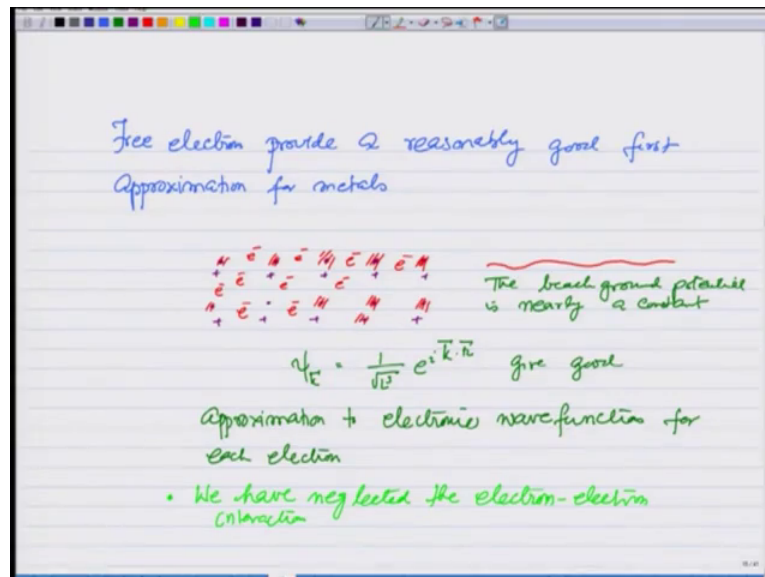 Free electron provide a reasonably good first
Approximation for metals
The back ground potential
is nearly a constant
ψ_k̄ = 1/√L³ e^{i k̄·r̄} give good
Approximation to electronic wavefunction for
each electron
• We have neglected the electron-electron
interaction